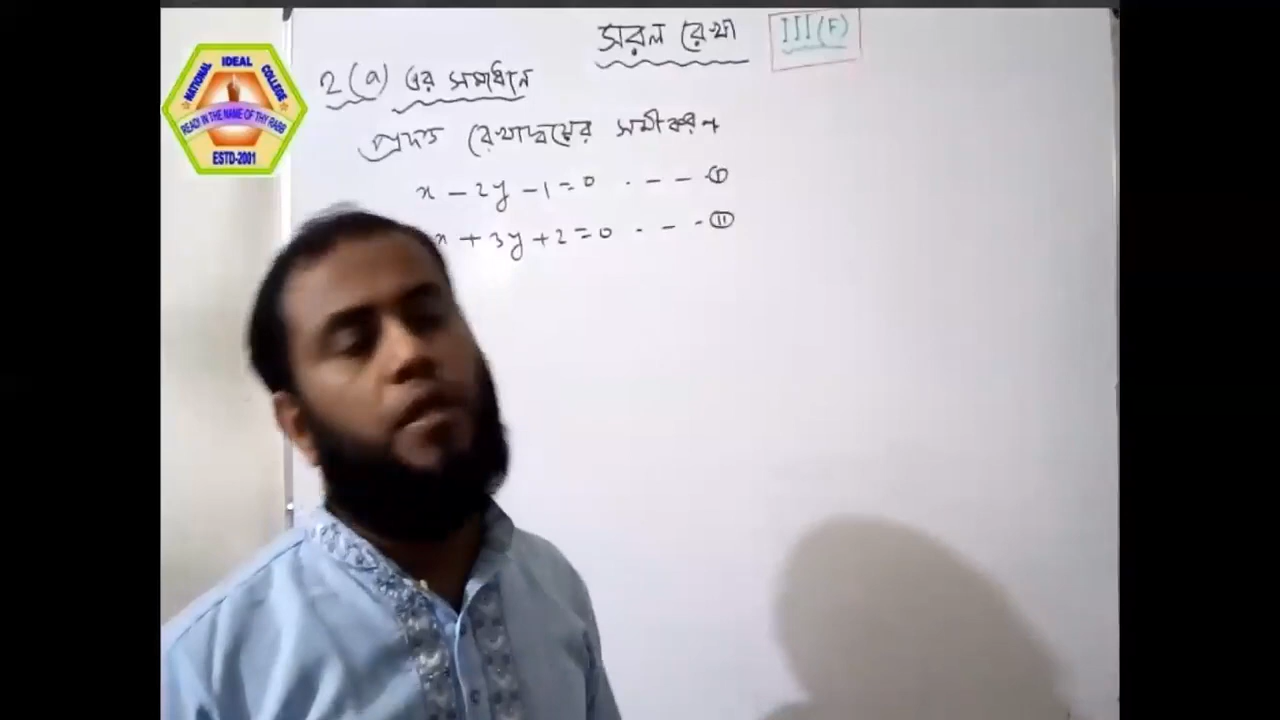 সরল রেখা III(F)
2(a) এর সমাধান
প্রদত্ত রেখাদ্বয়ের সমীকরণ
x - 2y - 1 = 0 - - - (I)
x + 3y + 2 = 0 - - - (II)
NATIONAL IDEAL COLLEGE
READ! IN THE NAME OF THY RABB
ESTD-2001